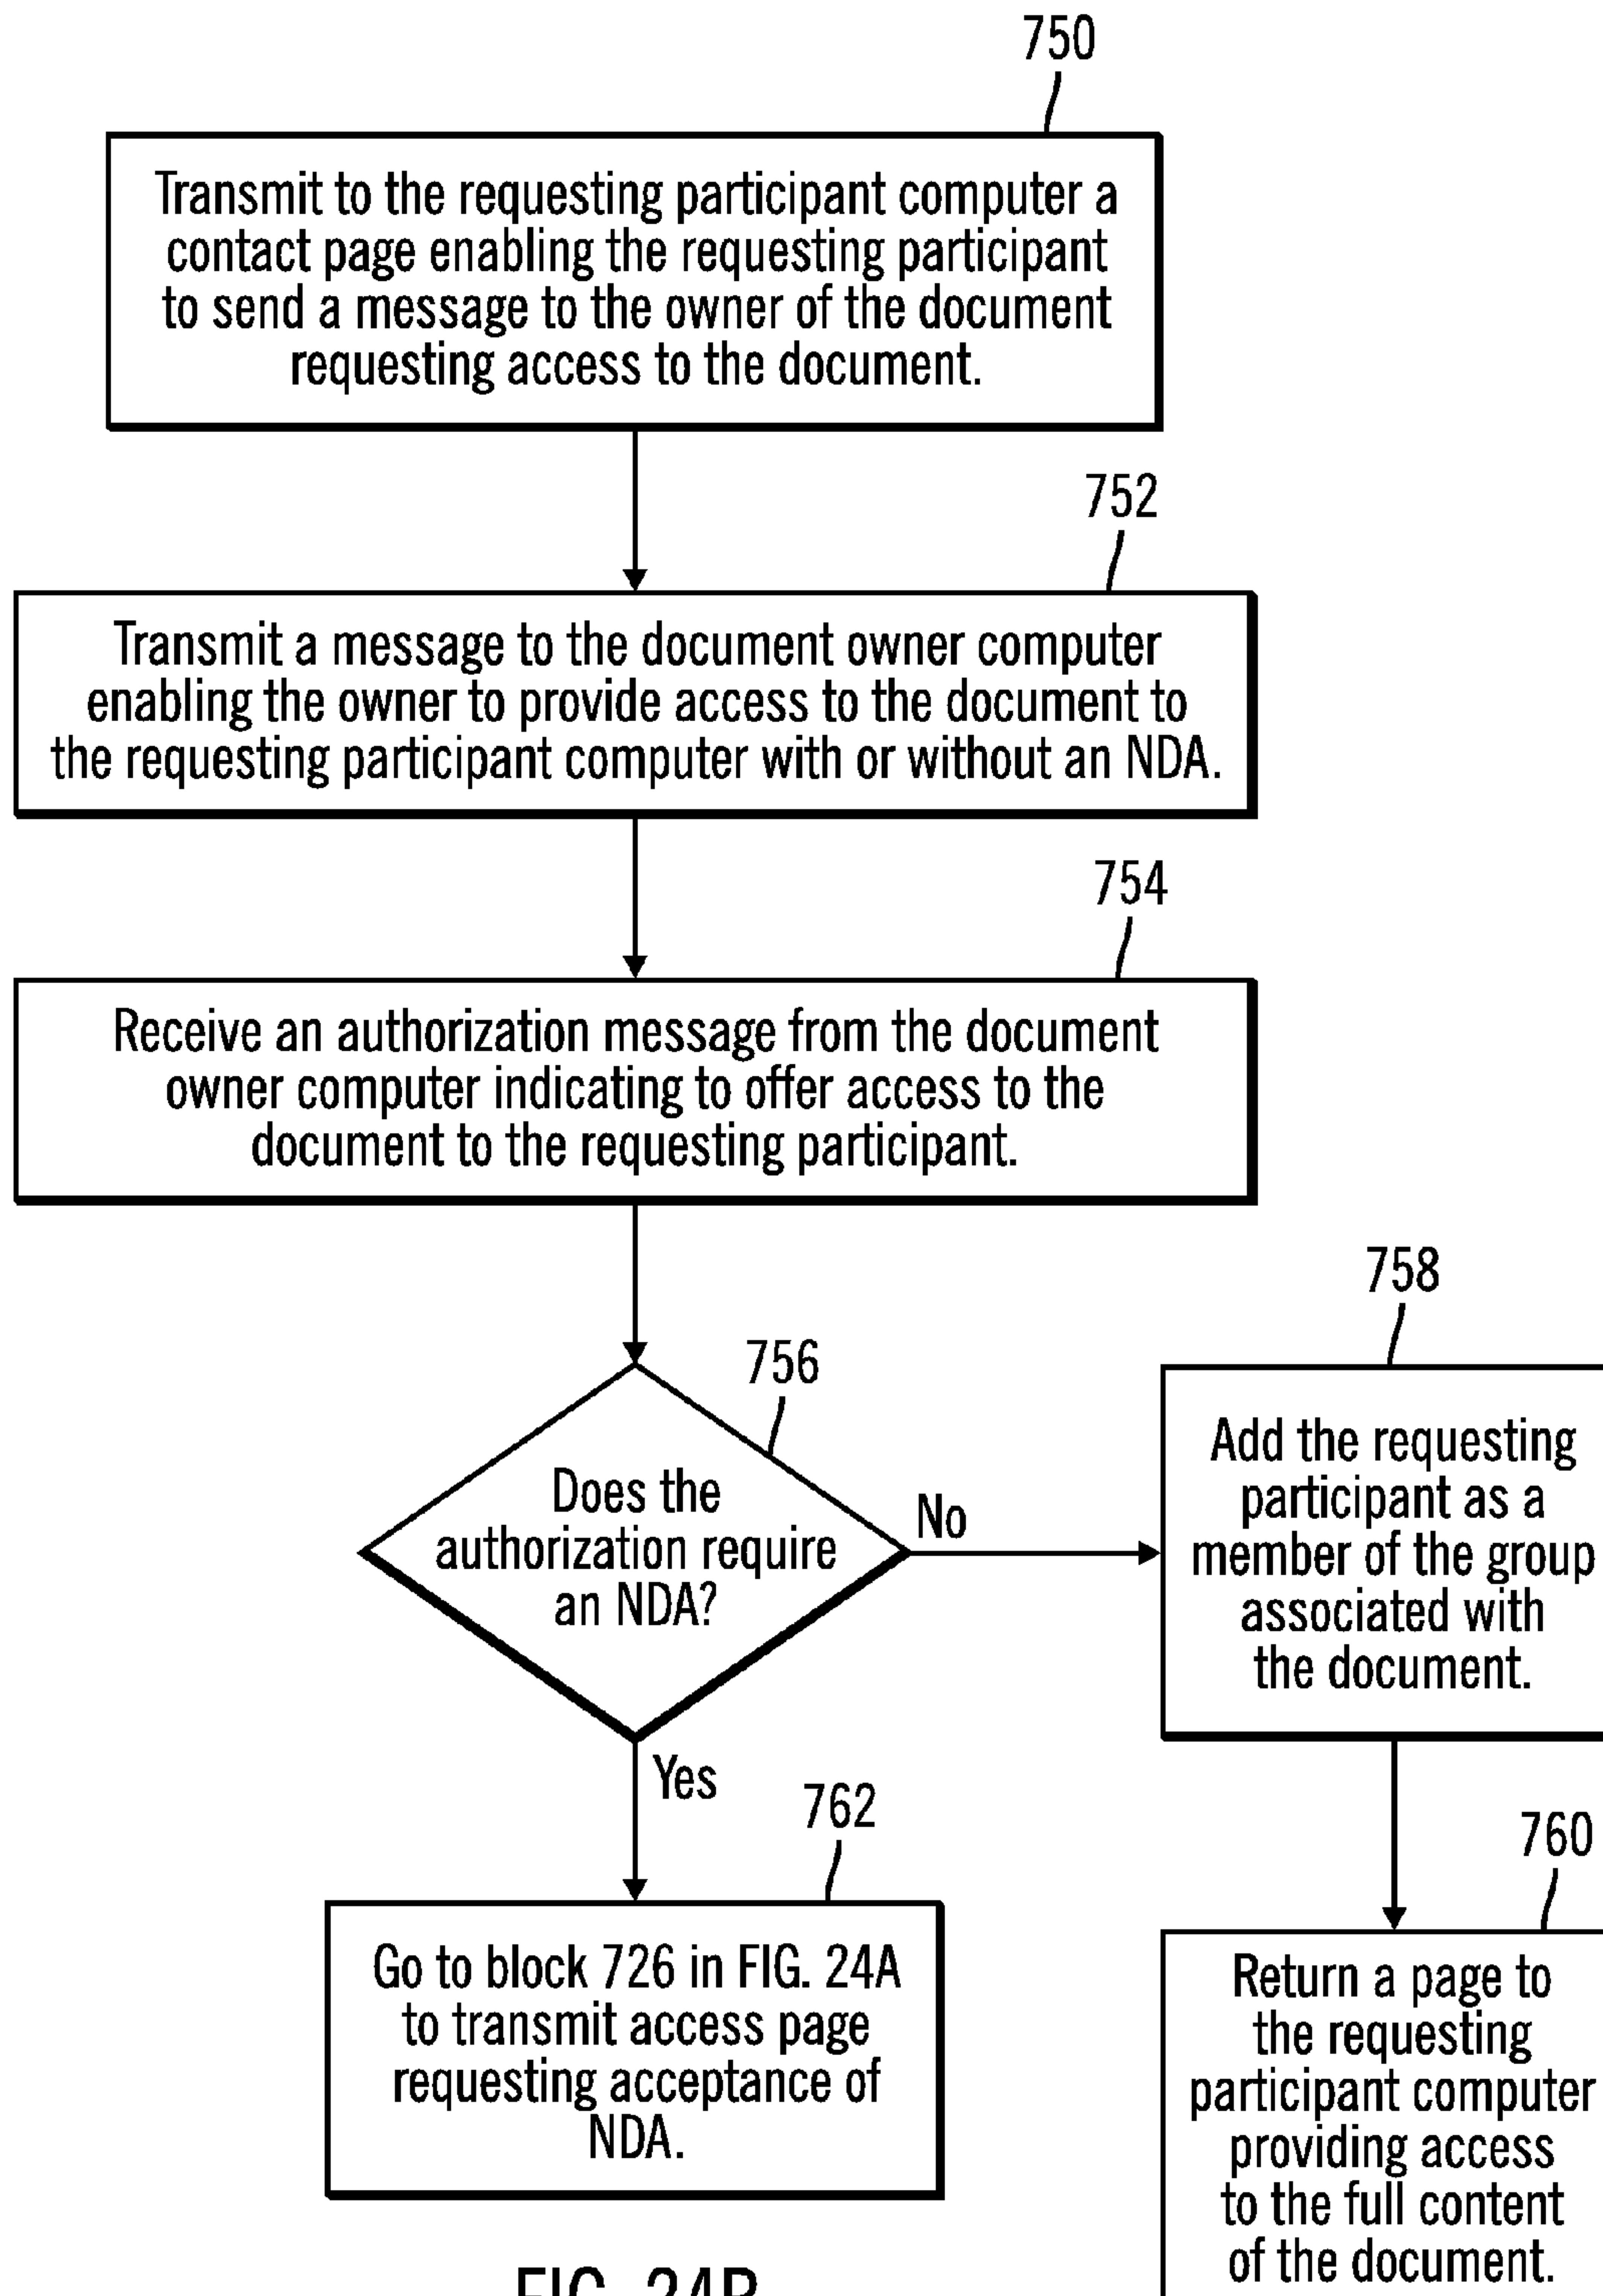 750
Transmit to the requesting participant computer a
contact page enabling the requesting participant
to send a message to the owner of the document
requesting access to the document.
752
Transmit a message to the document owner computer
enabling the owner to provide access to the document to
the requesting participant computer with or without an NDA.
754
Receive an authorization message from the document
owner computer indicating to offer access to the
document to the requesting participant.
756
Does the
authorization require
an NDA?
No
758
Add the requesting
participant as a
member of the group
associated with
the document.
Yes
762
Go to block 726 in FIG. 24A
to transmit access page
requesting acceptance of
NDA.
760
Return a page to
the requesting
participant computer
providing access
to the full content
of the document.
FIG. 24B